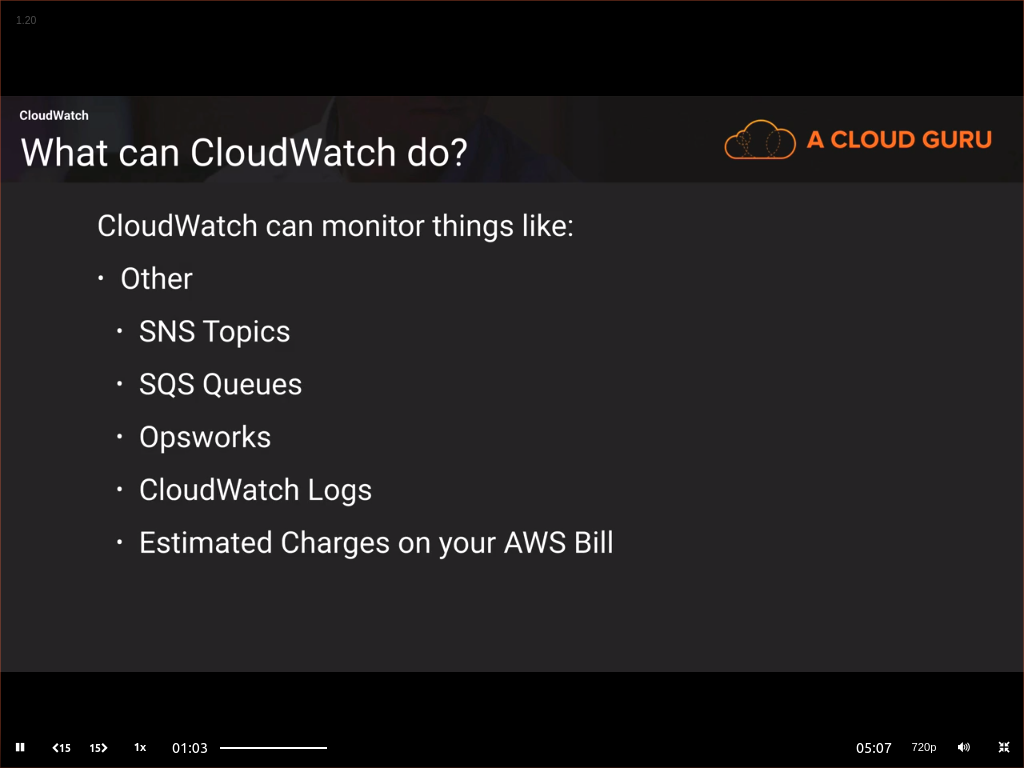 1.20
CloudWatch
What can CloudWatch do?
A CLOUD GURU
CloudWatch can monitor things like:
• Other
• SNS Topics
• SQS Queues
• Opsworks
• CloudWatch Logs
• Estimated Charges on your AWS Bill
15 15 1x 01:03 05:07 720p